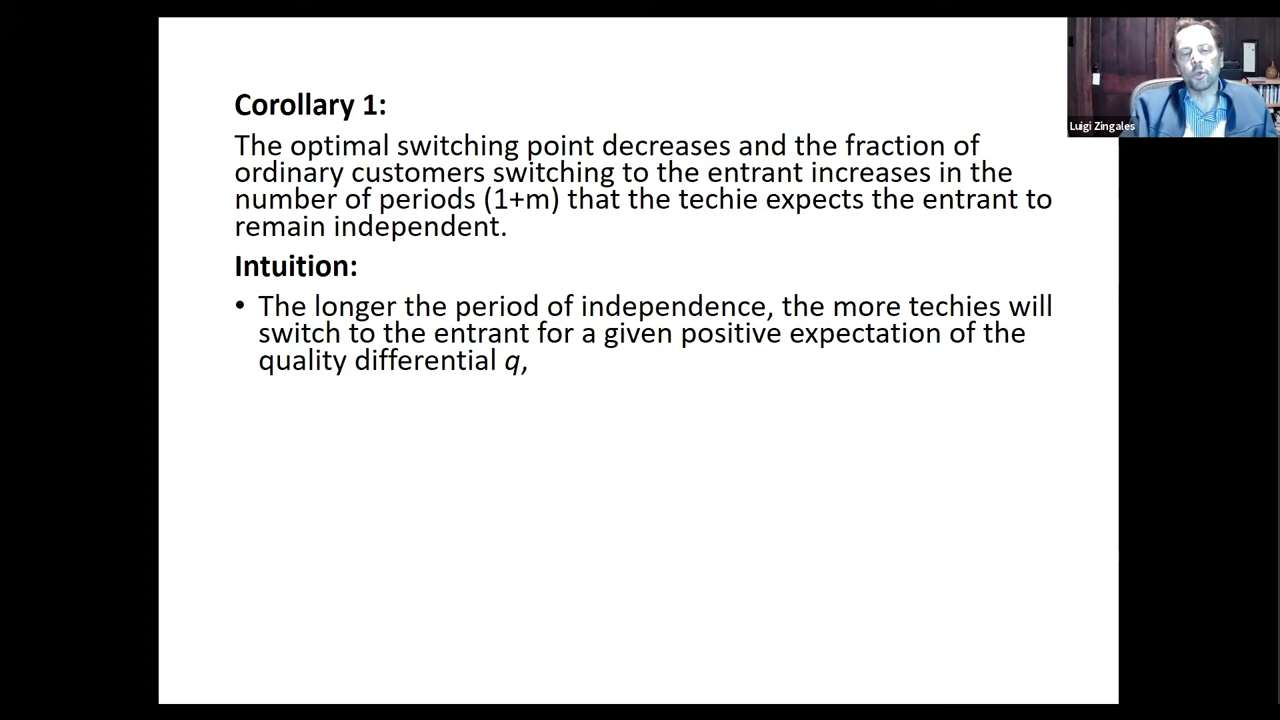 Corollary 1:
The optimal switching point decreases and the fraction of
ordinary customers switching to the entrant increases in the
number of periods (1+m) that the techie expects the entrant to
remain independent.
Intuition:
• The longer the period of independence, the more techies will
switch to the entrant for a given positive expectation of the
quality differential q,
Luigi Zingales